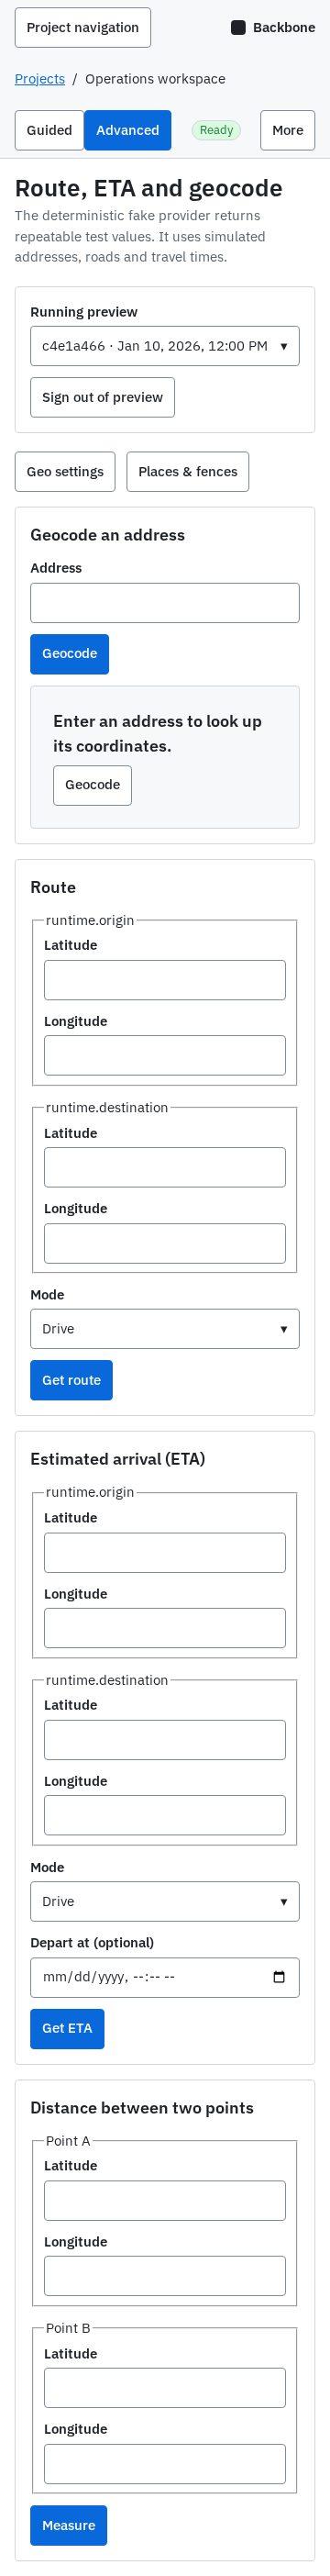 Project navigation
Backbone
Projects / Operations workspace
Guided
Advanced
Ready
More
Route, ETA and geocode
The deterministic fake provider returns
repeatable test values. It uses simulated
addresses, roads and travel times.
Running preview
c4e1a466 · Jan 10, 2026, 12:00 PM
Sign out of preview
Geo settings
Places & fences
Geocode an address
Address
Geocode
Enter an address to look up
its coordinates.
Geocode
Route
runtime.origin
Latitude
Longitude
runtime.destination
Latitude
Longitude
Mode
Drive
Get route
Estimated arrival (ETA)
runtime.origin
Latitude
Longitude
runtime.destination
Latitude
Longitude
Mode
Drive
Depart at (optional)
mm/dd/yyyy, --:-- --
Get ETA
Distance between two points
Point A
Latitude
Longitude
Point B
Latitude
Longitude
Measure